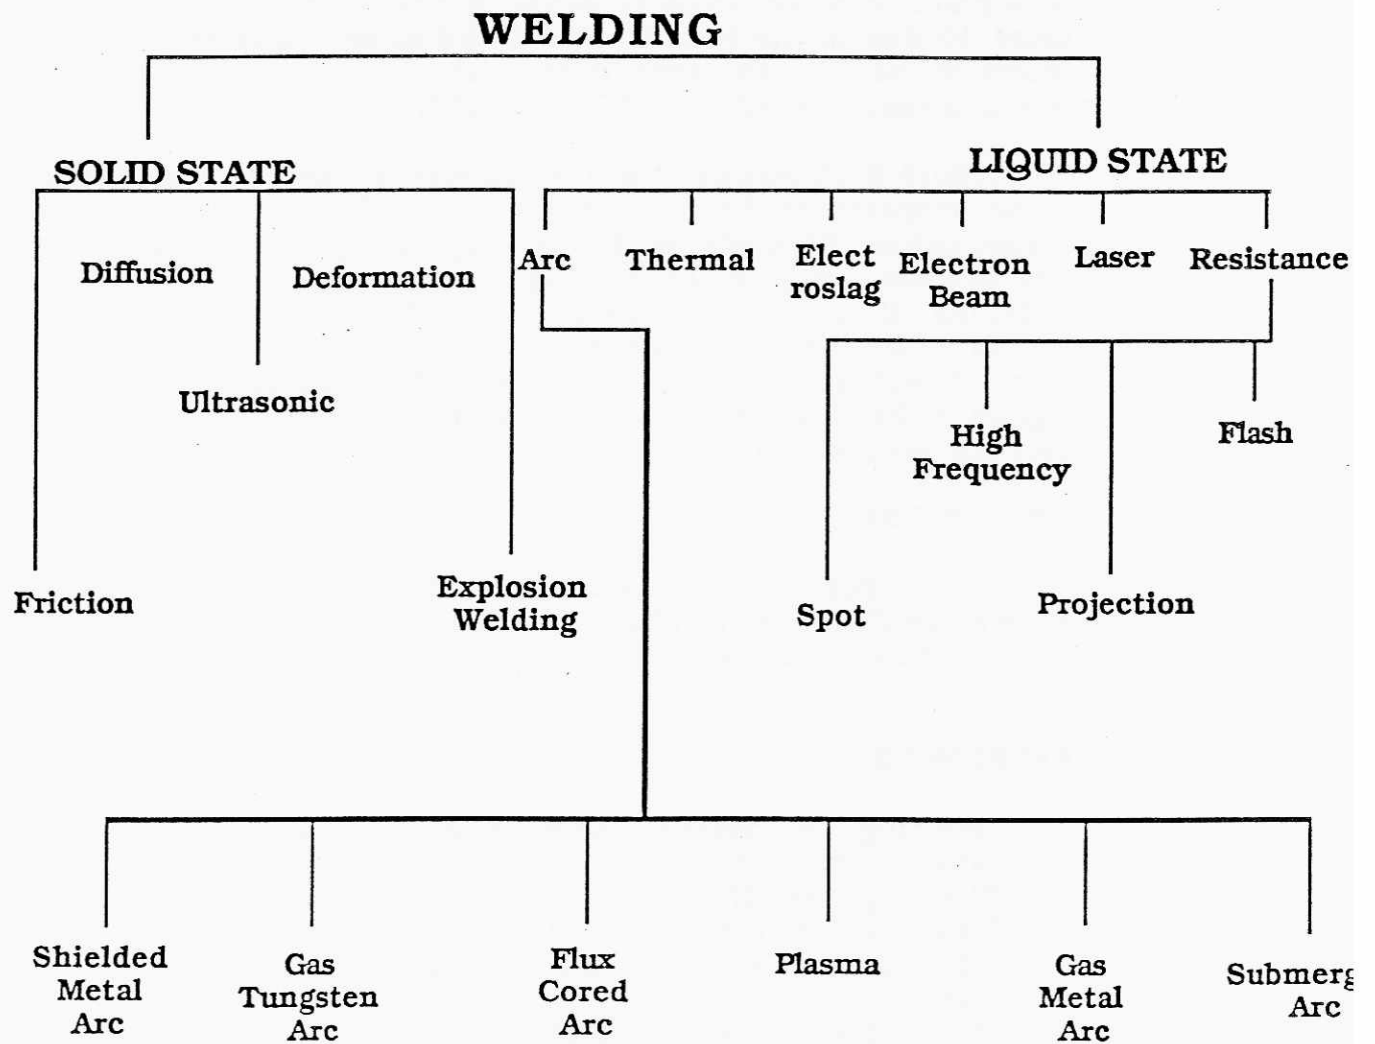 WELDING
SOLID STATE
LIQUID STATE
Diffusion
Deformation
Ultrasonic
Friction
Explosion
Welding
Arc
Thermal
Elect
roslag
Electron
Beam
Laser
Resistance
High
Frequency
Flash
Spot
Projection
Shielded
Metal
Arc
Gas
Tungsten
Arc
Flux
Cored
Arc
Plasma
Gas
Metal
Arc
Submerg
Arc